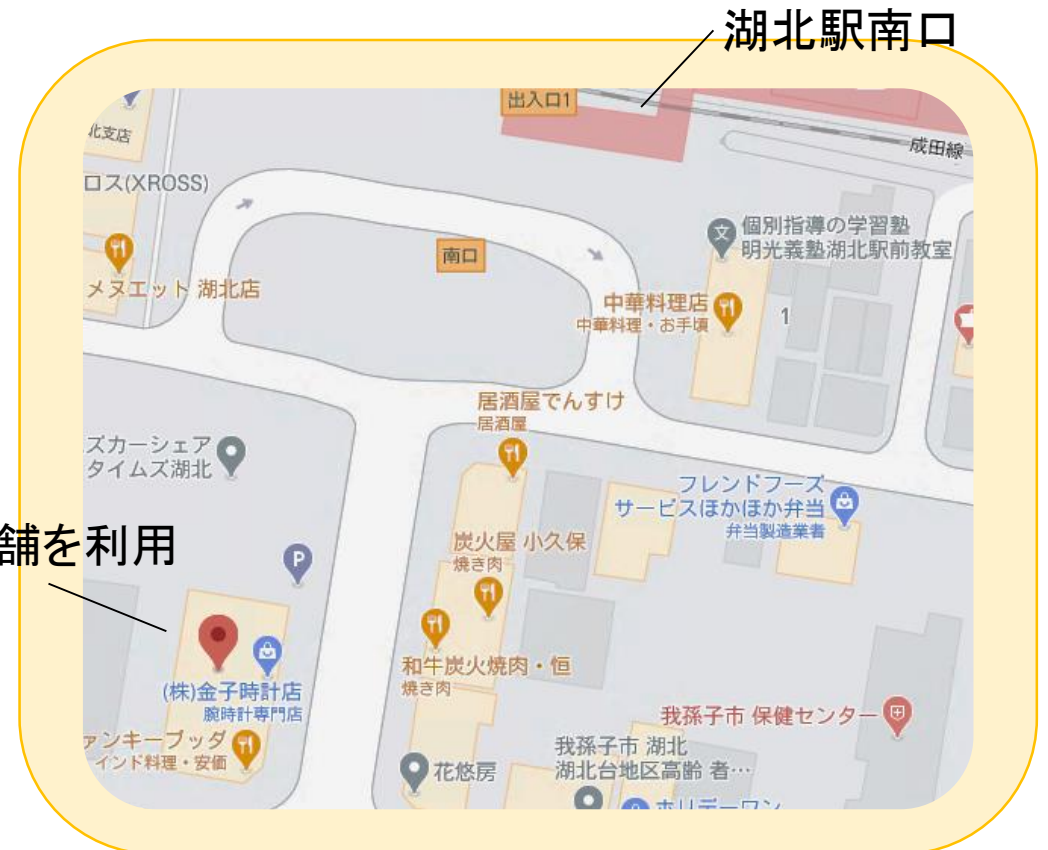 湖北駅南口
出入口1
北支店
成田線
ロス(XROSS)
個別指導の学習塾
明光義塾湖北駅前教室
南口
メヌエット 湖北店
中華料理店
中華料理・お手頃
1
居酒屋でんすけ
居酒屋
ズカーシェア
タイムズ湖北
フレンドフーズ
サービスほかほか弁当
弁当製造業者
舗を利用
炭火屋 小久保
焼き肉
P
和牛炭火焼肉・恒
焼き肉
(株)金子時計店
腕時計専門店
我孫子市 保健センター
ァンキーブッダ
インド料理・安価
花悠房
我孫子市 湖北
湖北台地区高齢 者…
ホリデーワン